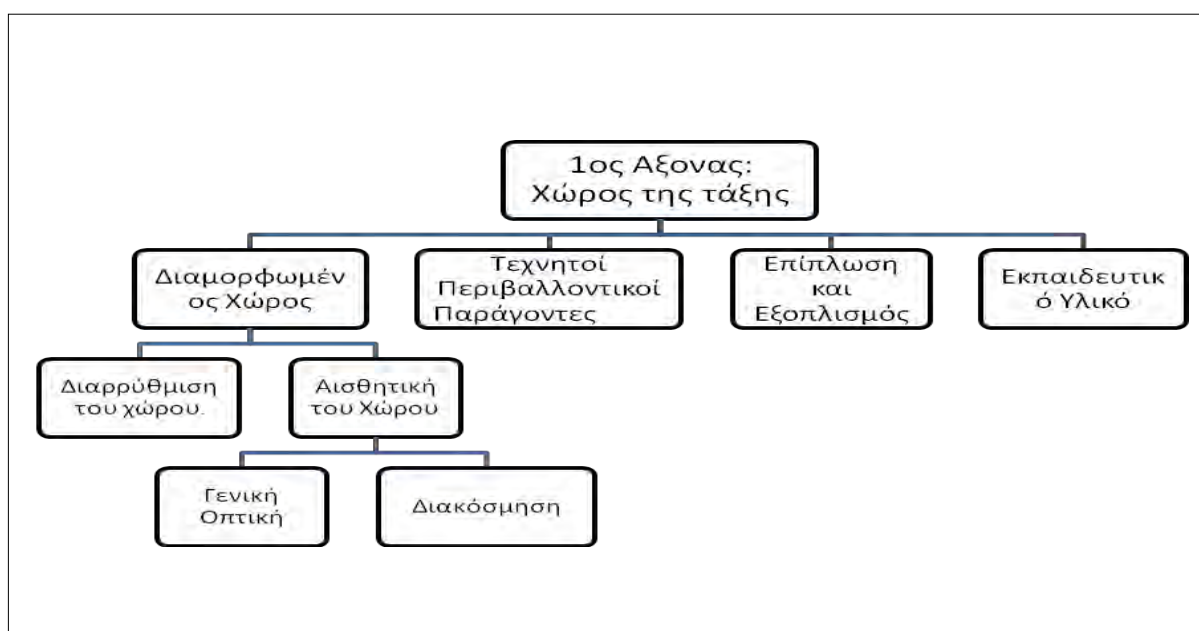 1ος Αξονας:
Χώρος της τάξης
Διαμορφωμέν
ος Χώρος
Τεχνητοί
Περιβαλλοντικοί
Παράγοντες
Επίπλωση
και
Εξοπλισμός
Εκπαιδευτικ
ό Υλικό
Διαρρύθμιση
του χώρου.
Αισθητική
του Χώρου
Γενική
Οπτική
Διακόσμηση